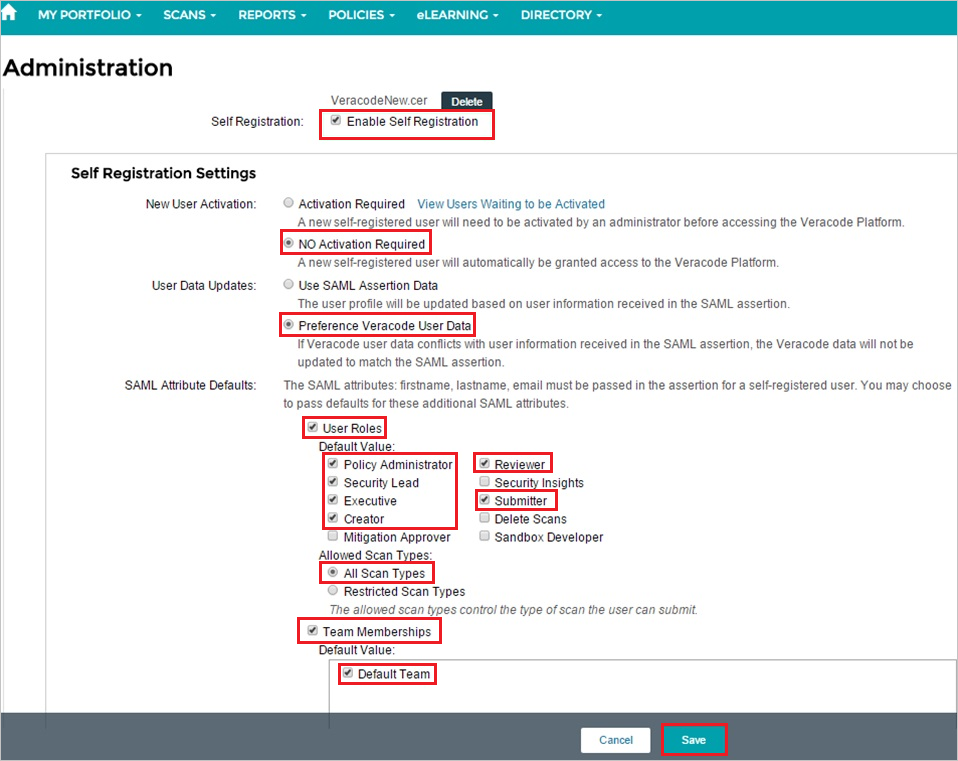 MY PORTFOLIO SCANS REPORTS POLICIES eLEARNING DIRECTORY
Administration
VeracodeNew.cer Delete
Self Registration: Enable Self Registration
Self Registration Settings
New User Activation: Activation Required View Users Waiting to be Activated
A new self-registered user will need to be activated by an administrator before accessing the Veracode Platform.
NO Activation Required
A new self-registered user will automatically be granted access to the Veracode Platform.
User Data Updates: Use SAML Assertion Data
The user profile will be updated based on user information received in the SAML assertion.
Preference Veracode User Data
If Veracode user data conflicts with user information received in the SAML assertion, the Veracode data will not be
updated to match the SAML assertion.
SAML Attribute Defaults: The SAML attributes: firstname, lastname, email must be passed in the assertion for a self-registered user. You may choose
to pass defaults for these additional SAML attributes.
User Roles
Default Value:
Policy Administrator Reviewer
Security Lead Security Insights
Executive Submitter
Creator Delete Scans
Mitigation Approver Sandbox Developer
Allowed Scan Types:
All Scan Types
Restricted Scan Types
The allowed scan types control the type of scan the user can submit.
Team Memberships
Default Value:
Default Team
Cancel Save